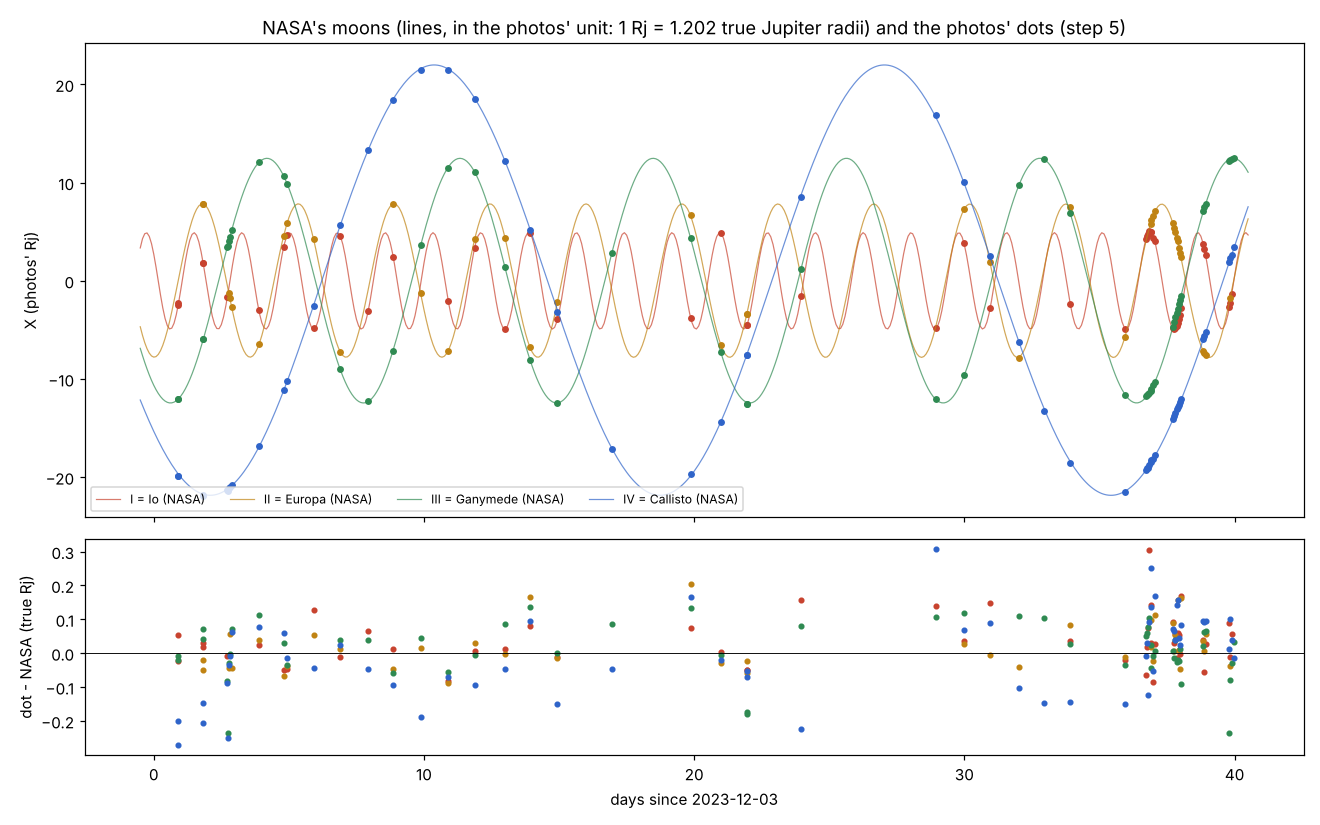 NASA's moons (lines, in the photos' unit: 1 Rj = 1.202 true Jupiter radii) and the photos' dots (step 5)
X (photos' Rj)
20
10
0
−10
−20
I = Io (NASA) II = Europa (NASA) III = Ganymede (NASA) IV = Callisto (NASA)
dot - NASA (true Rj)
0.3
0.2
0.1
0.0
−0.1
−0.2
0 10 20 30 40
days since 2023-12-03